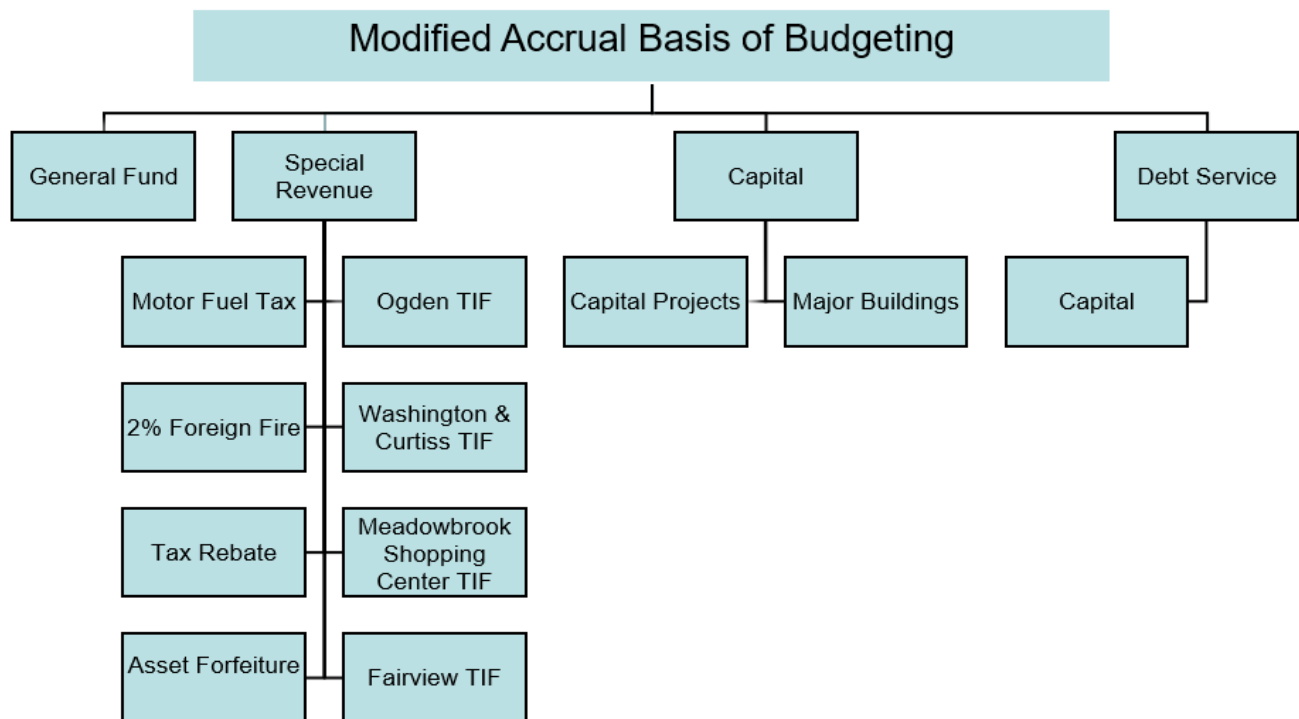 Modified Accrual Basis of Budgeting
General Fund
Special
Revenue
Capital
Debt Service
Motor Fuel Tax
Ogden TIF
Capital Projects
Major Buildings
Capital
2% Foreign Fire
Washington &
Curtiss TIF
Tax Rebate
Meadowbrook
Shopping
Center TIF
Asset Forfeiture
Fairview TIF